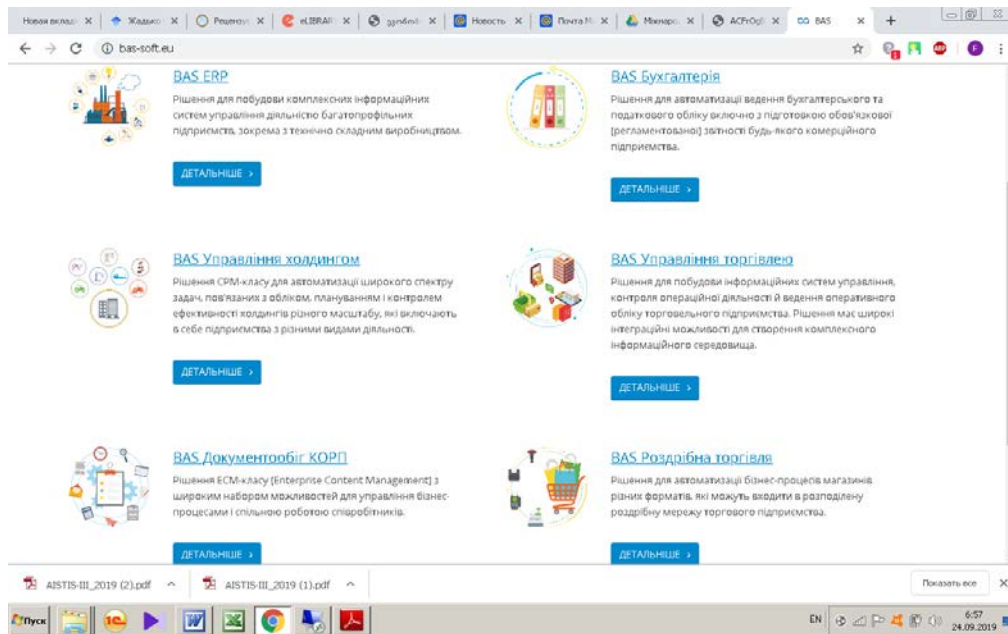 Новая вкладк
Жадько
Рецензує
eLIBRAR
Новость
Почта M
Міжнаро
BAS
bas-soft.eu
ABP
BAS ERP
Рішення для побудови комплексних інформаційних
систем управління діяльністю багатопрофільних
підприємств, зокрема з технічно складним виробництвом.
ДЕТАЛЬНІШЕ ›
BAS Бухгалтерія
Рішення для автоматизації ведення бухгалтерського та
податкового обліку включно з підготовкою обов'язкової
(регламентованої) звітності будь-якого комерційного
підприємства.
ДЕТАЛЬНІШЕ ›
BAS Управління холдингом
Рішення CPM-класу для автоматизації широкого спектру
задач, пов'язаних з обліком, плануванням і контролем
ефективності холдингів різного масштабу, які включають
в себе підприємства з різними видами діяльності.
ДЕТАЛЬНІШЕ ›
BAS Управління торгівлею
Рішення для побудови інформаційних систем управління,
контроля операційної діяльності й ведення оперативного
обліку торговельного підприємства. Рішення має широкі
інтеграційні можливості для створення комплексного
інформаційного середовища.
ДЕТАЛЬНІШЕ ›
BAS Документообіг КОРП
Рішення ECM-класу (Enterprise Content Management) з
широким набором можливостей для управління бізнес-
процесами і спільною роботою співробітників.
ДЕТАЛЬНІШЕ ›
BAS Роздрібна торгівля
Рішення для автоматизації бізнес-процесів магазинів
різних форматів, які можуть входити в розподілену
роздрібну мережу торгового підприємства.
ДЕТАЛЬНІШЕ ›
AISTIS-III_2019 (2).pdf
AISTIS-III_2019 (1).pdf
Показать все
Пуск
EN
6:57
24.09.2019